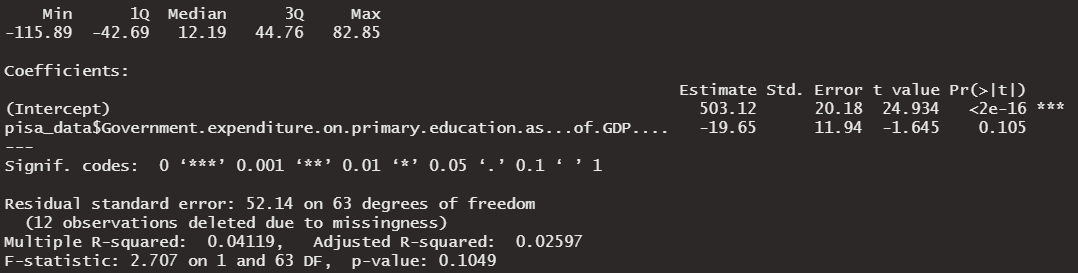 Min 1Q Median 3Q Max
-115.89 -42.69 12.19 44.76 82.85
Coefficients:
Estimate Std. Error t value Pr(>|t|)
(Intercept) 503.12 20.18 24.934 <2e-16 ***
pisa_data$Government.expenditure.on.primary.education.as...of.GDP.... -19.65 11.94 -1.645 0.105
---
Signif. codes: 0 ‘***’ 0.001 ‘**’ 0.01 ‘*’ 0.05 ‘.’ 0.1 ‘ ’ 1
Residual standard error: 52.14 on 63 degrees of freedom
(12 observations deleted due to missingness)
Multiple R-squared: 0.04119, Adjusted R-squared: 0.02597
F-statistic: 2.707 on 1 and 63 DF, p-value: 0.1049